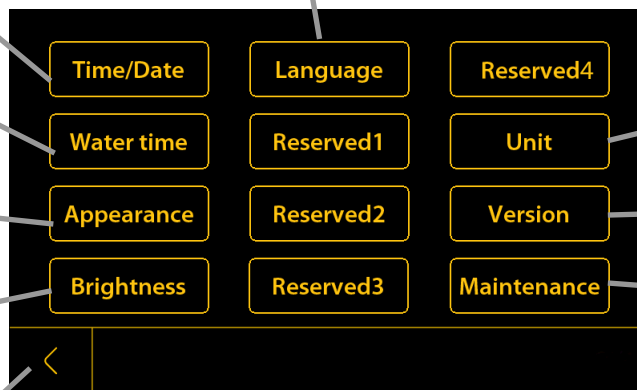 Time/Date Language Reserved4
Water time Reserved1 Unit
Appearance Reserved2 Version
Brightness Reserved3 Maintenance